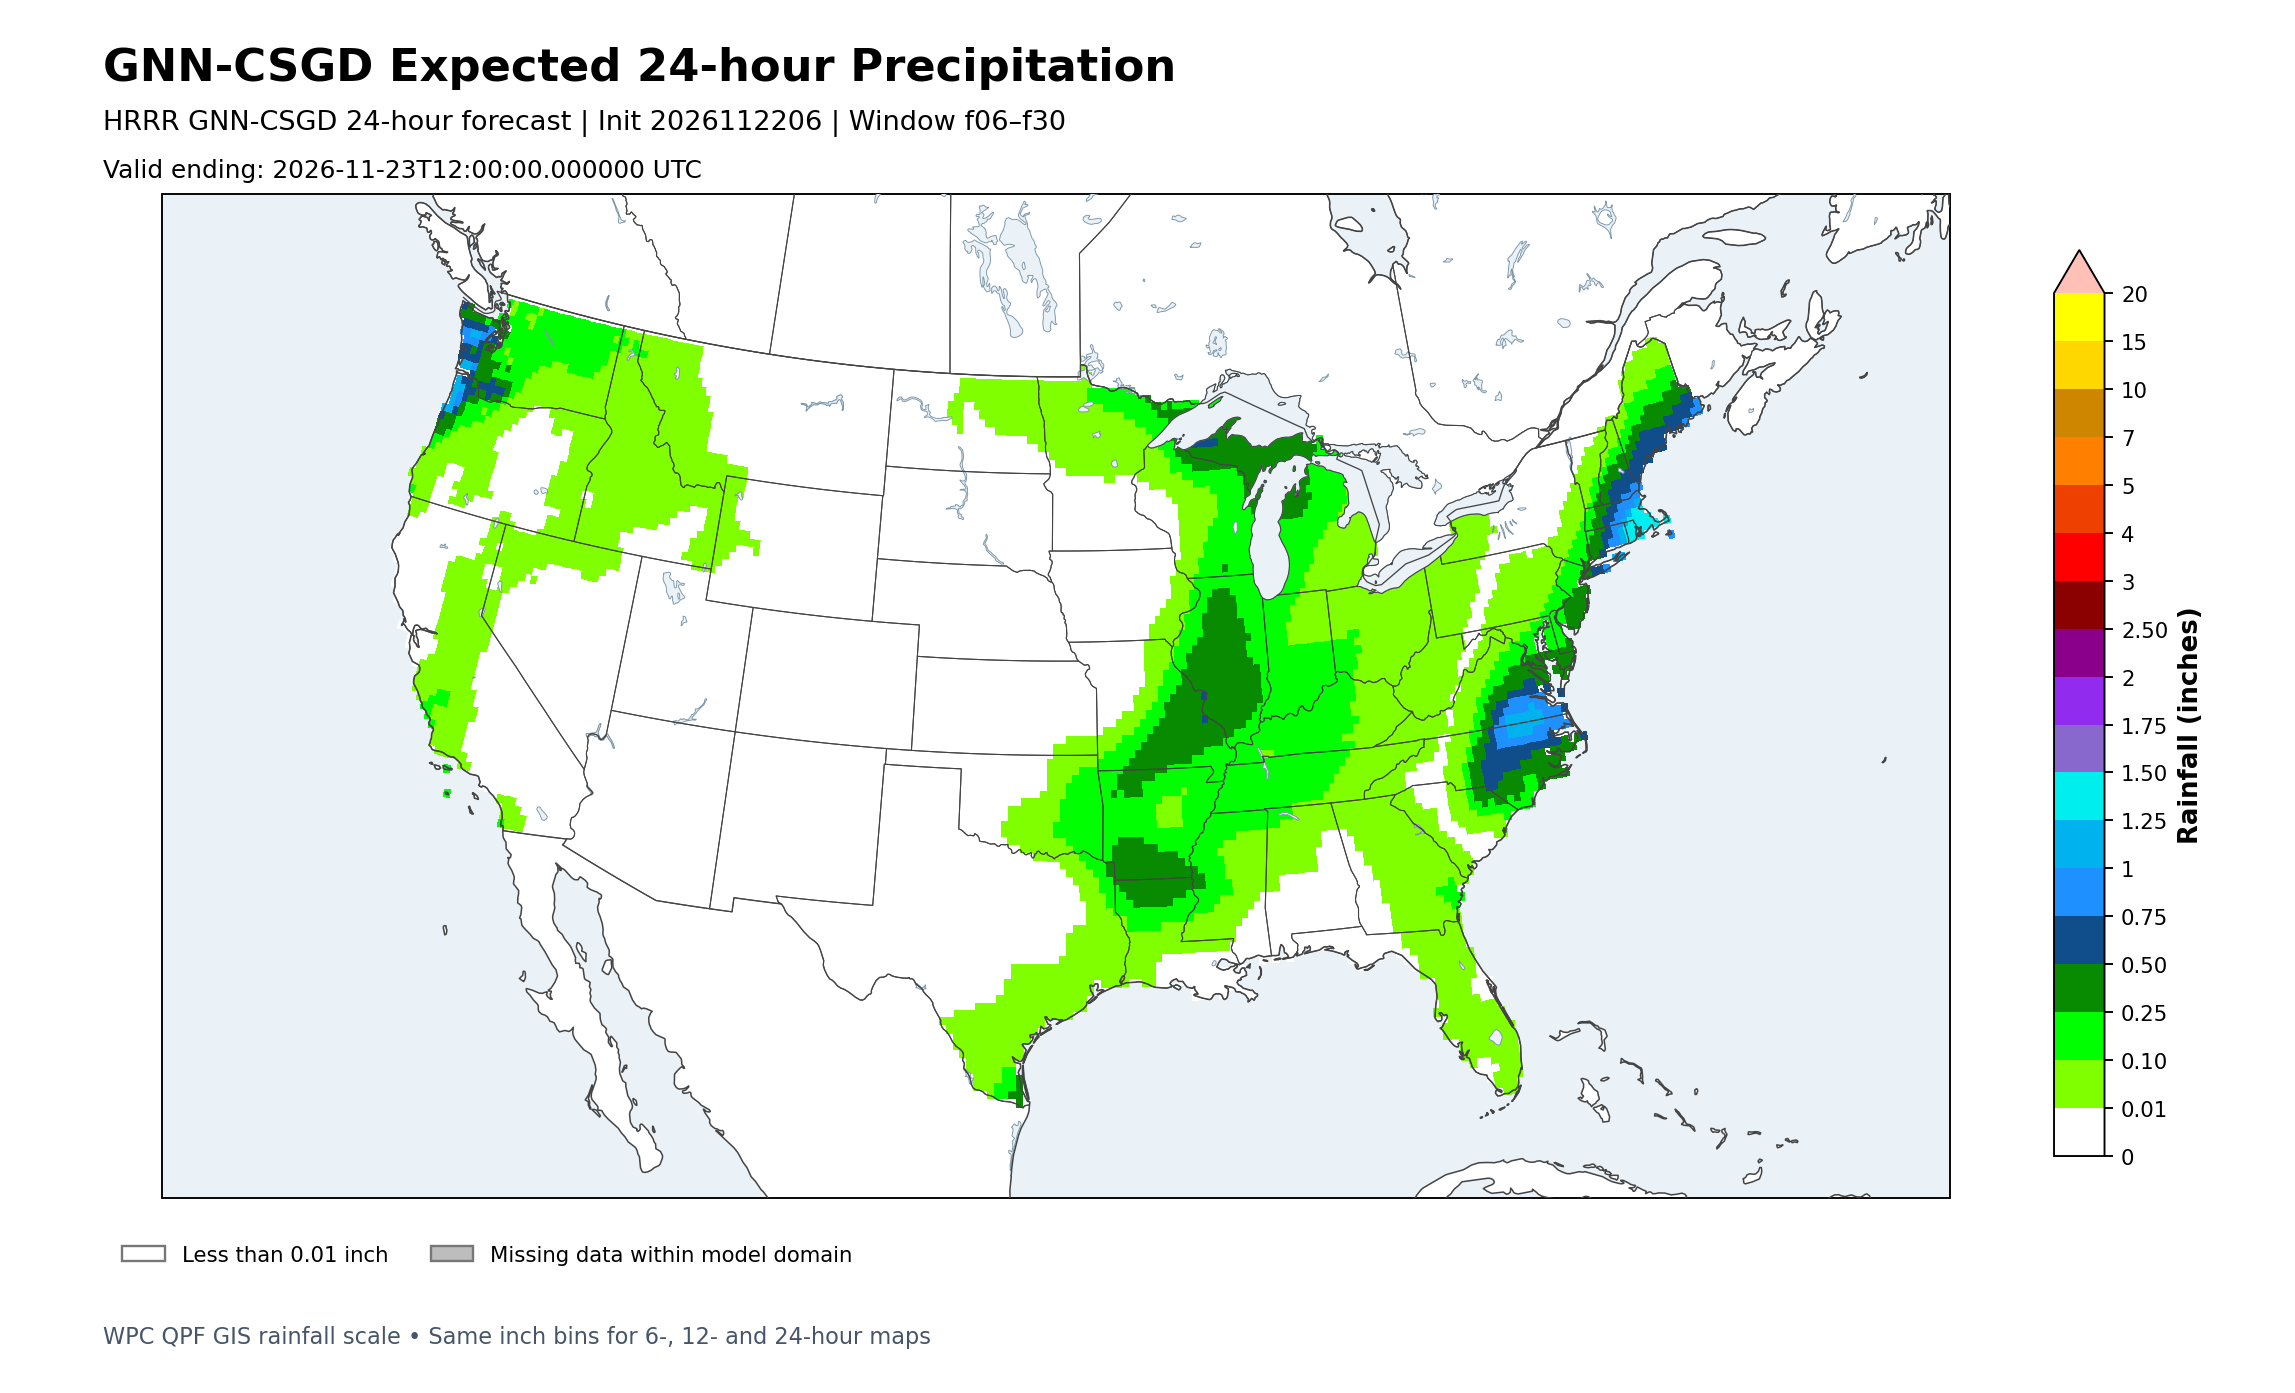 GNN-CSGD Expected 24-hour Precipitation
HRRR GNN-CSGD 24-hour forecast | Init 2026112206 | Window f06–f30
Valid ending: 2026-11-23T12:00:00.000000 UTC
20
15
10
7
5
4
3
2.50
2
1.75
1.50
1.25
1
0.75
0.50
0.25
0.10
0.01
0
Rainfall (inches)
Less than 0.01 inch
Missing data within model domain
WPC QPF GIS rainfall scale • Same inch bins for 6-, 12- and 24-hour maps